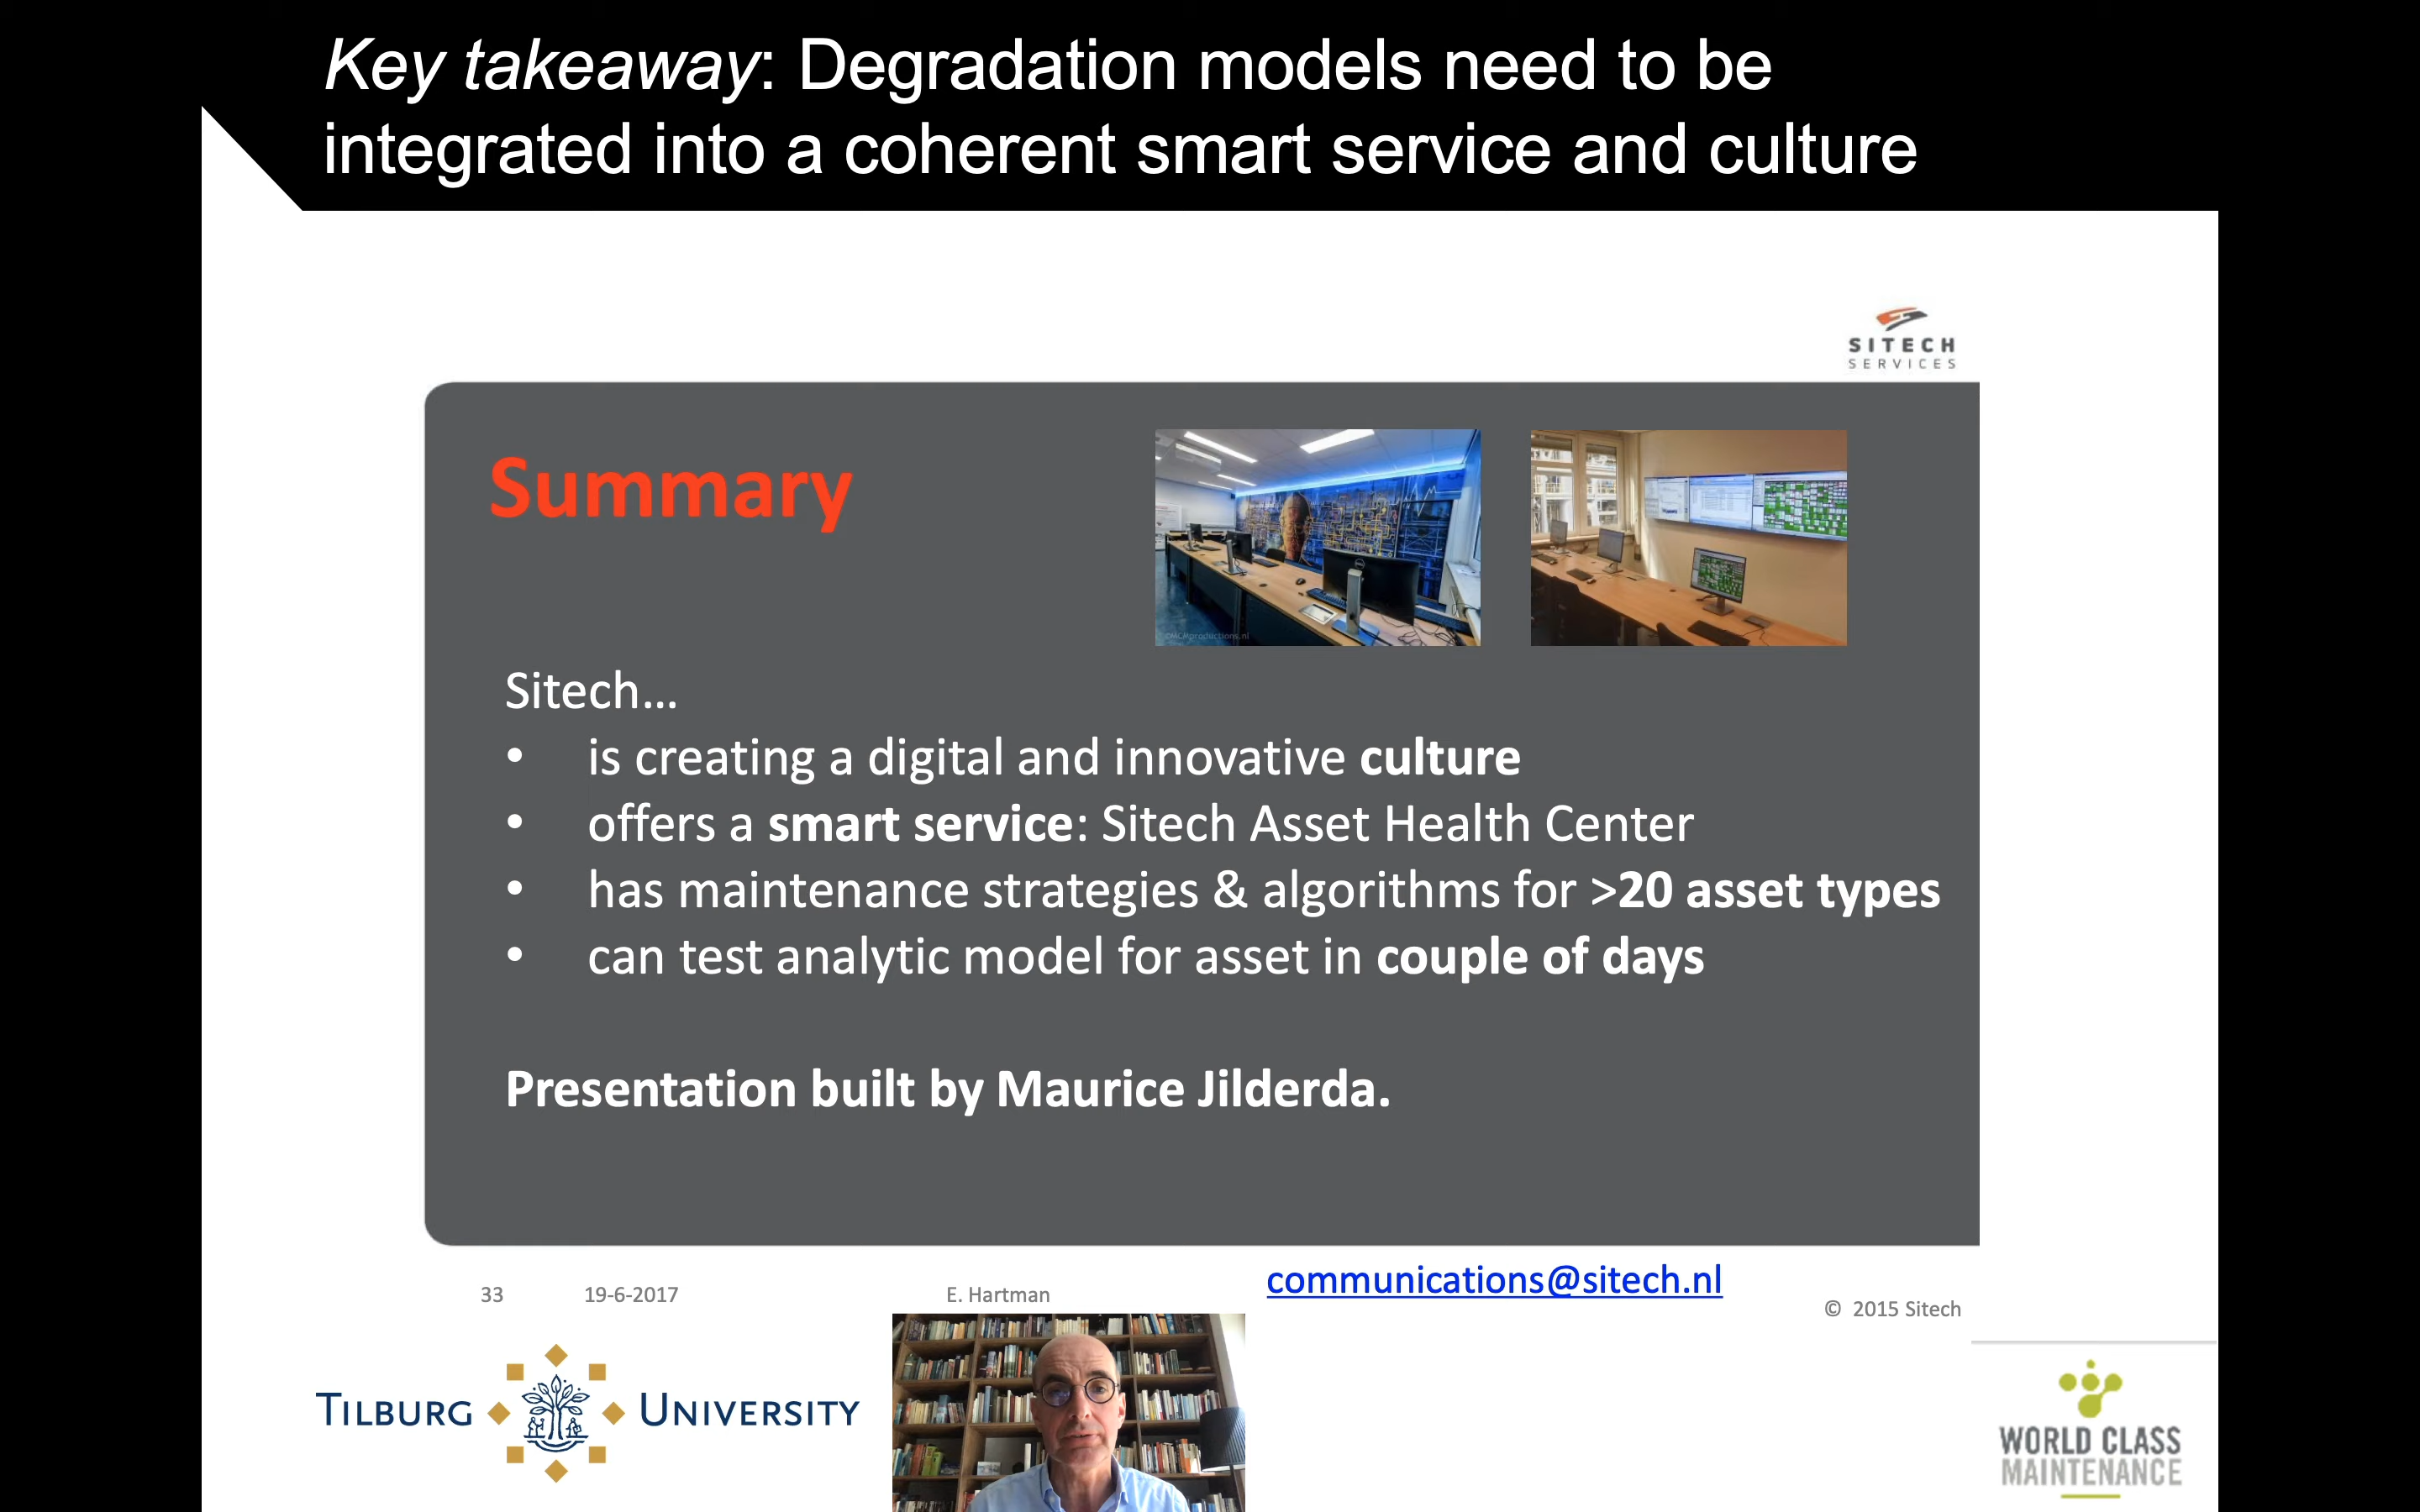 Key takeaway: Degradation models need to be
integrated into a coherent smart service and culture
SITECH
SERVICES
Summary
©MCMproductions.nl
Sitech...
• is creating a digital and innovative culture
• offers a smart service: Sitech Asset Health Center
• has maintenance strategies & algorithms for >20 asset types
• can test analytic model for asset in couple of days
Presentation built by Maurice Jilderda.
33 19-6-2017 E. Hartman communications@sitech.nl
© 2015 Sitech
TILBURG UNIVERSITY
WORLD CLASS
MAINTENANCE